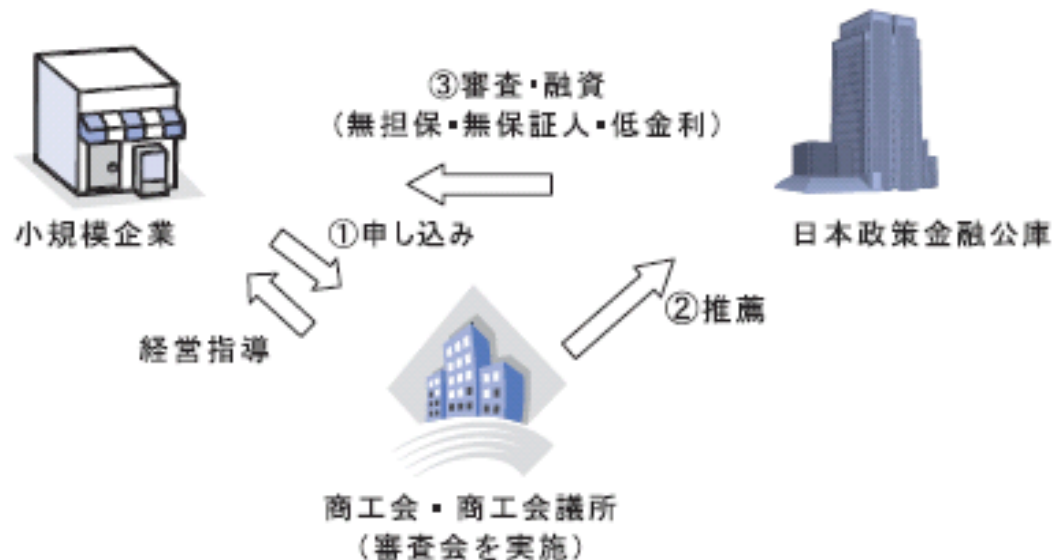 ③審査・融資
(無担保・無保証人・低金利)
小規模企業
①申し込み
日本政策金融公庫
②推薦
経営指導
商工会・商工会議所
(審査会を実施)